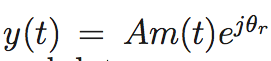 y(t) = Am(t)e^{jθ_r}